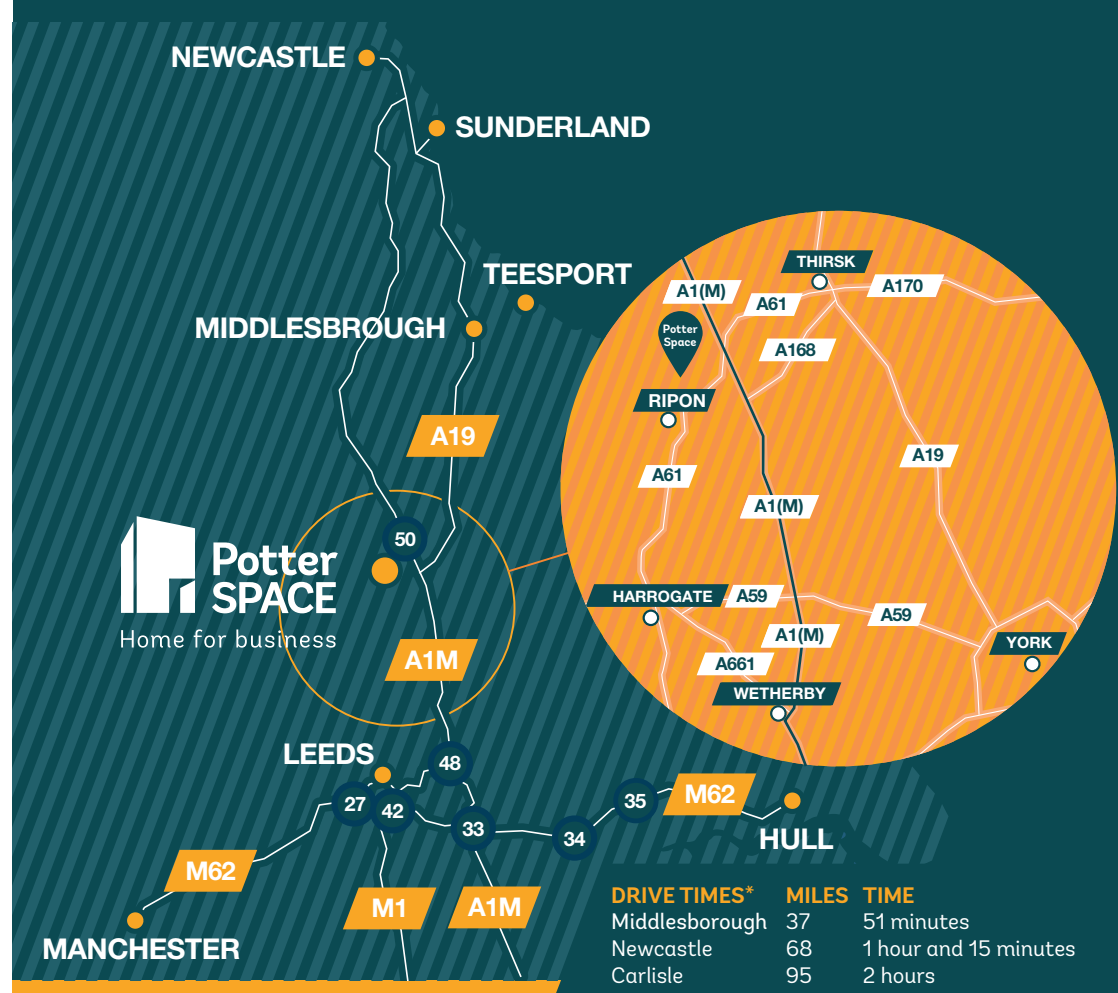 NEWCASTLE
SUNDERLAND
TEESPORT
MIDDLESBROUGH
A19
50
Potter
SPACE
Home for business
A1M
LEEDS
48
27
42
33
34
35
M62
HULL
M62
M1
A1M
MANCHESTER
THIRSK
A1(M)
A61
A170
Potter
Space
A168
RIPON
A61
A19
A1(M)
HARROGATE
A59
A59
A1(M)
A661
YORK
WETHERBY
DRIVE TIMES* MILES TIME
Middlesborough 37 51 minutes
Newcastle 68 1 hour and 15 minutes
Carlisle 95 2 hours